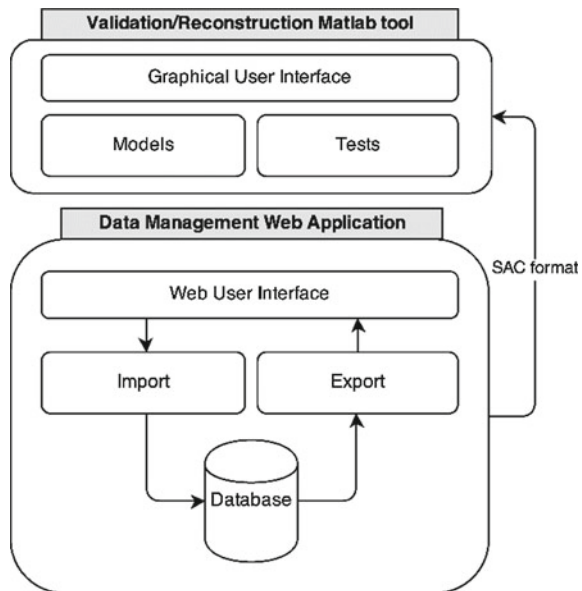 Validation/Reconstruction Matlab tool
Graphical User Interface
Models
Tests
Data Management Web Application
SAC format
Web User Interface
Import
Export
Database